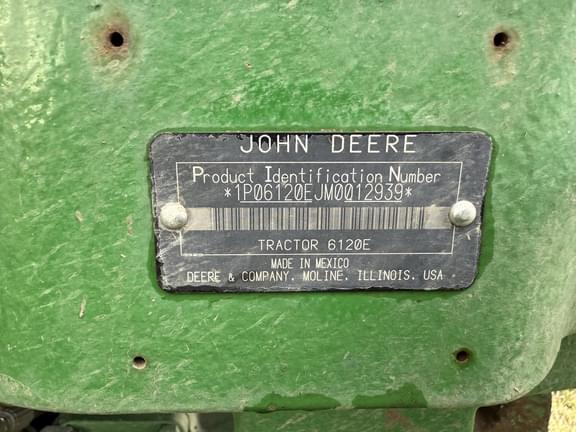 JOHN DEERE
Product Identification Number
*1P06120EJM0012939*
TRACTOR 6120E
MADE IN MEXICO
DEERE & COMPANY, MOLINE, ILLINOIS, USA